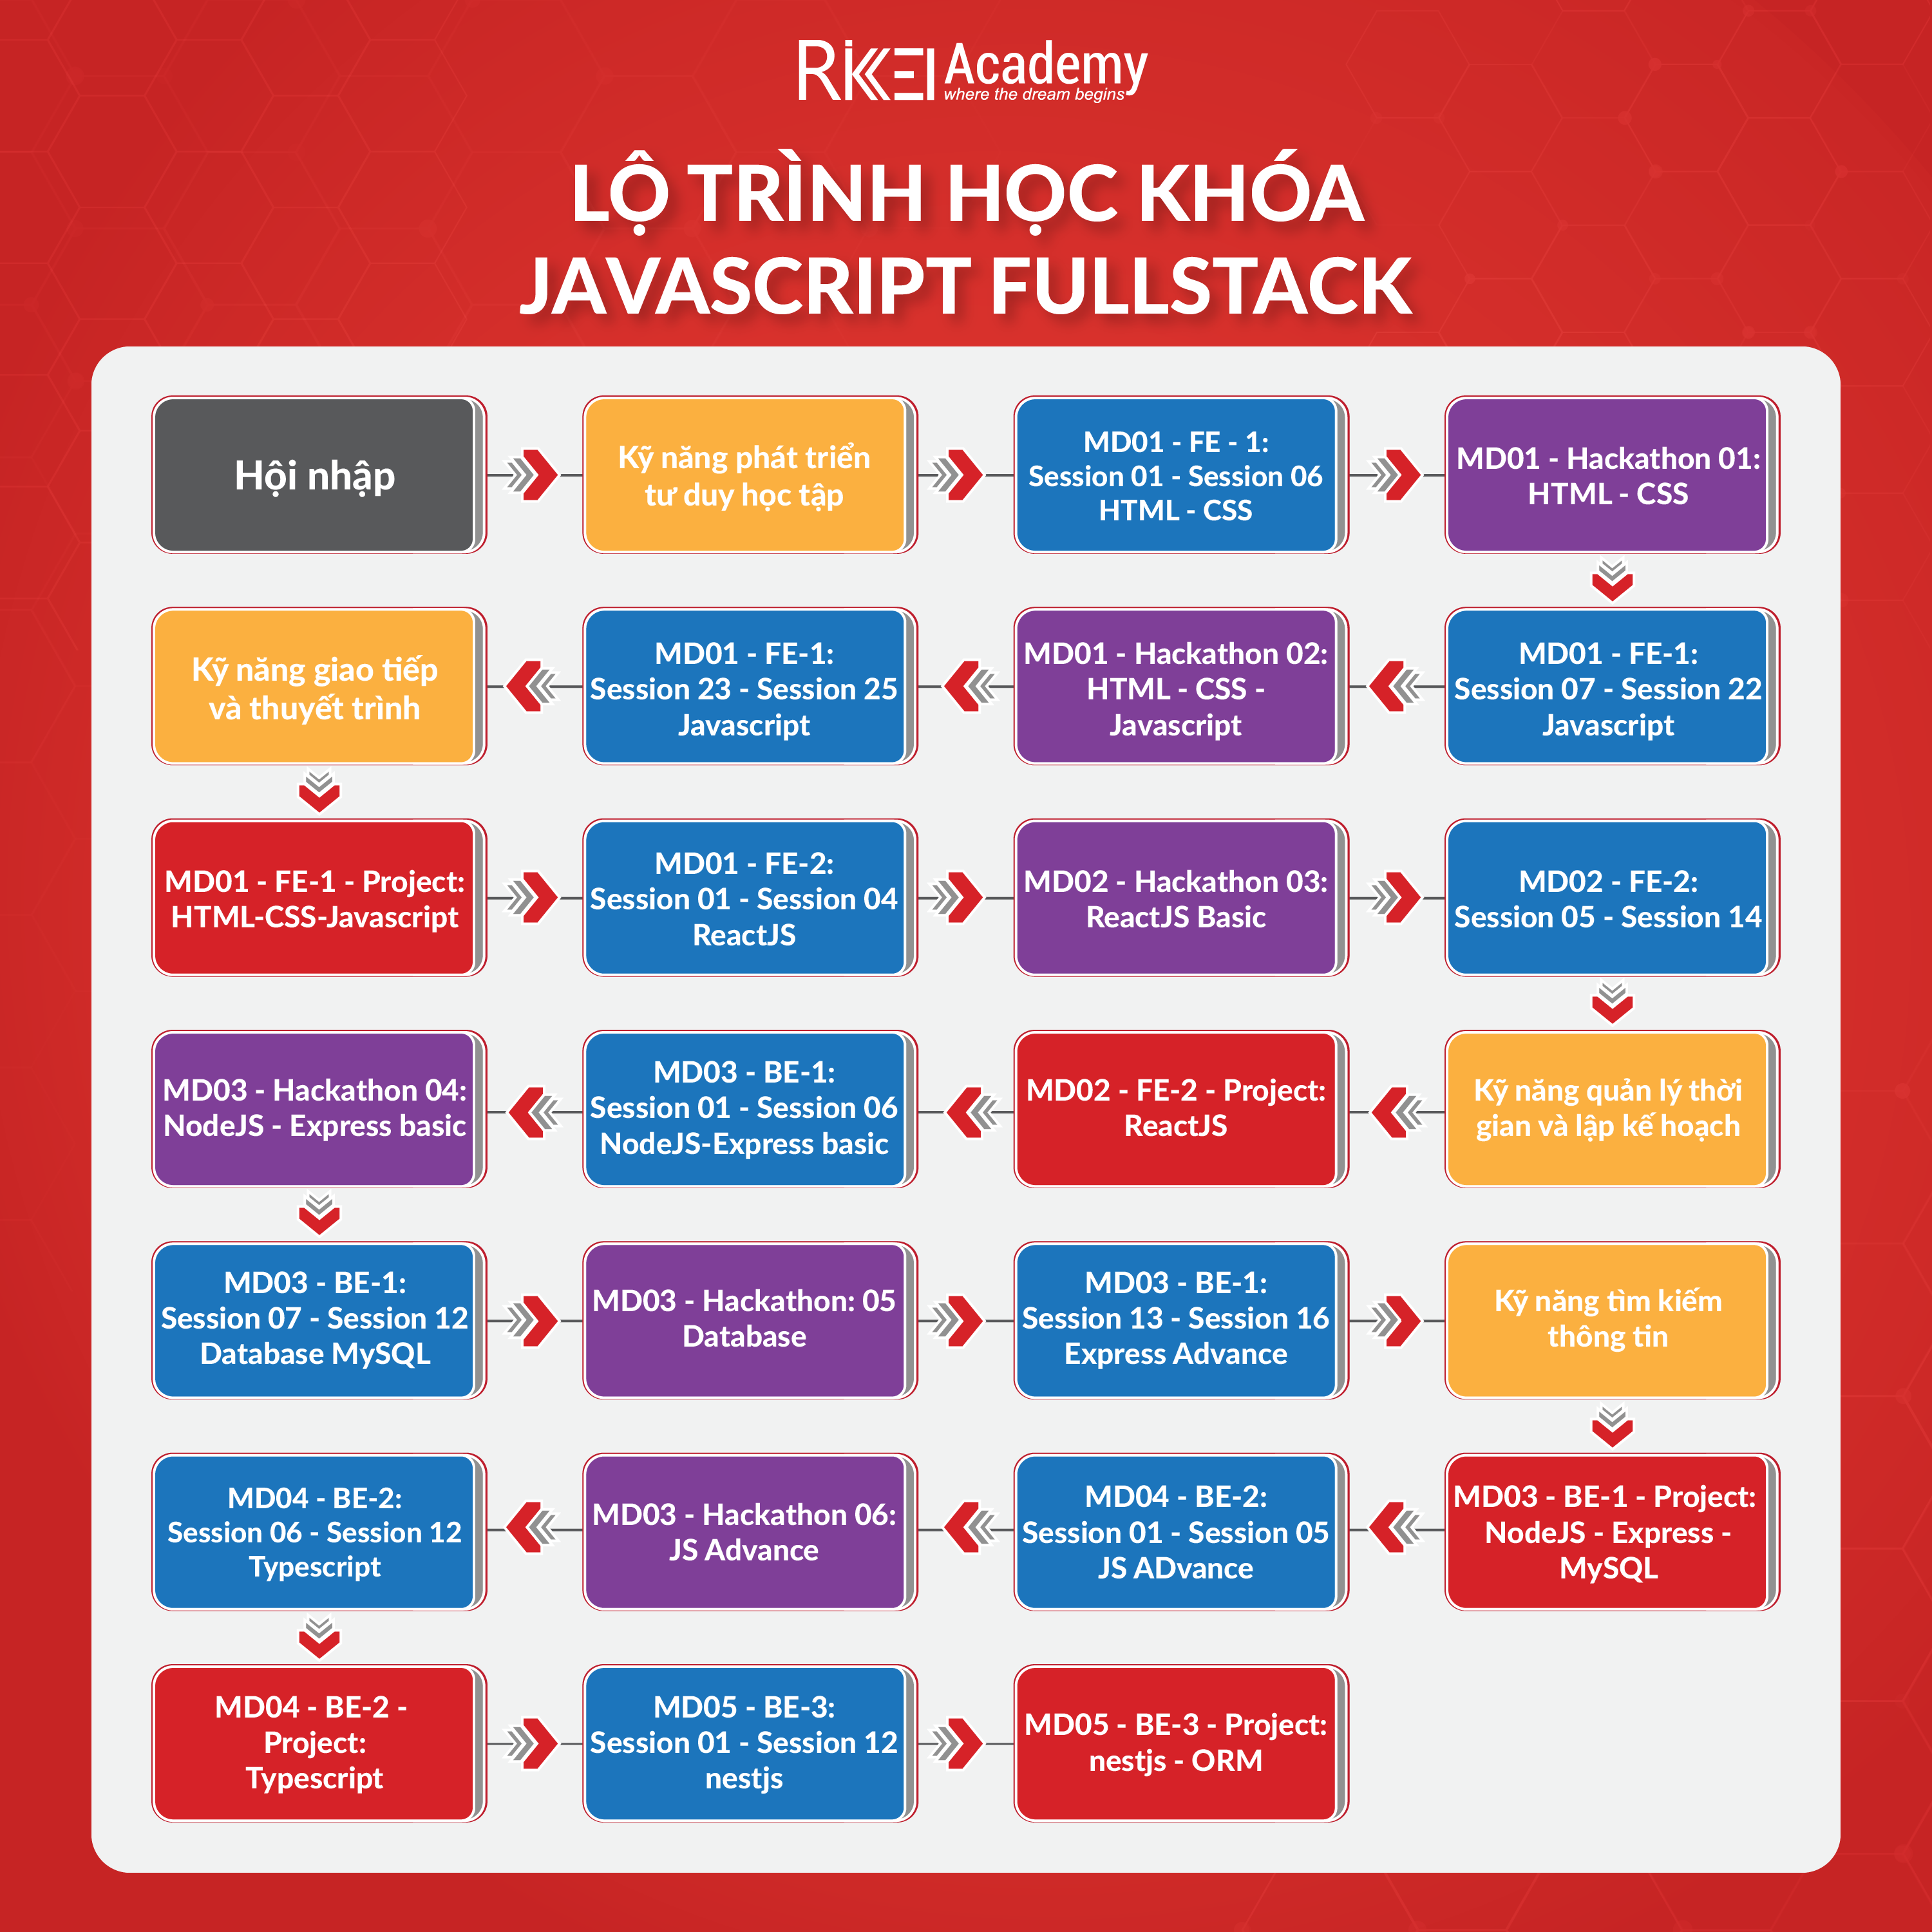 RIKKEI Academy
where the dream begins
LỘ TRÌNH HỌC KHÓA
JAVASCRIPT FULLSTACK
Hội nhập
Kỹ năng phát triển
tư duy học tập
MD01 - FE - 1:
Session 01 - Session 06
HTML - CSS
MD01 - Hackathon 01:
HTML - CSS
MD01 - FE-1:
Session 07 - Session 22
Javascript
MD01 - Hackathon 02:
HTML - CSS -
Javascript
MD01 - FE-1:
Session 23 - Session 25
Javascript
Kỹ năng giao tiếp
và thuyết trình
MD01 - FE-1 - Project:
HTML-CSS-Javascript
MD01 - FE-2:
Session 01 - Session 04
ReactJS
MD02 - Hackathon 03:
ReactJS Basic
MD02 - FE-2:
Session 05 - Session 14
Kỹ năng quản lý thời
gian và lập kế hoạch
MD02 - FE-2 - Project:
ReactJS
MD03 - BE-1:
Session 01 - Session 06
NodeJS-Express basic
MD03 - Hackathon 04:
NodeJS - Express basic
MD03 - BE-1:
Session 07 - Session 12
Database MySQL
MD03 - Hackathon: 05
Database
MD03 - BE-1:
Session 13 - Session 16
Express Advance
Kỹ năng tìm kiếm
thông tin
MD03 - BE-1 - Project:
NodeJS - Express -
MySQL
MD04 - BE-2:
Session 01 - Session 05
JS ADvance
MD03 - Hackathon 06:
JS Advance
MD04 - BE-2:
Session 06 - Session 12
Typescript
MD04 - BE-2 -
Project:
Typescript
MD05 - BE-3:
Session 01 - Session 12
nestjs
MD05 - BE-3 - Project:
nestjs - ORM